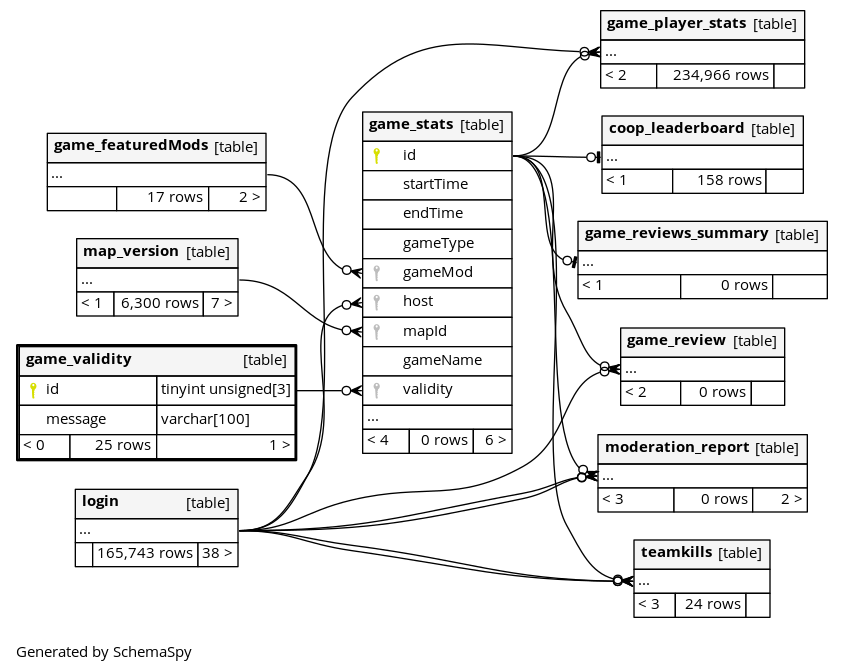 game_player_stats [table]
...
< 2 234,966 rows
game_stats [table]
id
startTime
endTime
gameType
gameMod
host
mapId
gameName
validity
...
< 4 0 rows 6 >
coop_leaderboard [table]
...
< 1 158 rows
game_featuredMods [table]
...
17 rows 2 >
game_reviews_summary [table]
...
< 1 0 rows
map_version [table]
...
< 1 6,300 rows 7 >
game_review [table]
...
< 2 0 rows
game_validity [table]
id tinyint unsigned[3]
message varchar[100]
< 0 25 rows 1 >
moderation_report [table]
...
< 3 0 rows 2 >
login [table]
...
165,743 rows 38 >
teamkills [table]
...
< 3 24 rows
Generated by SchemaSpy